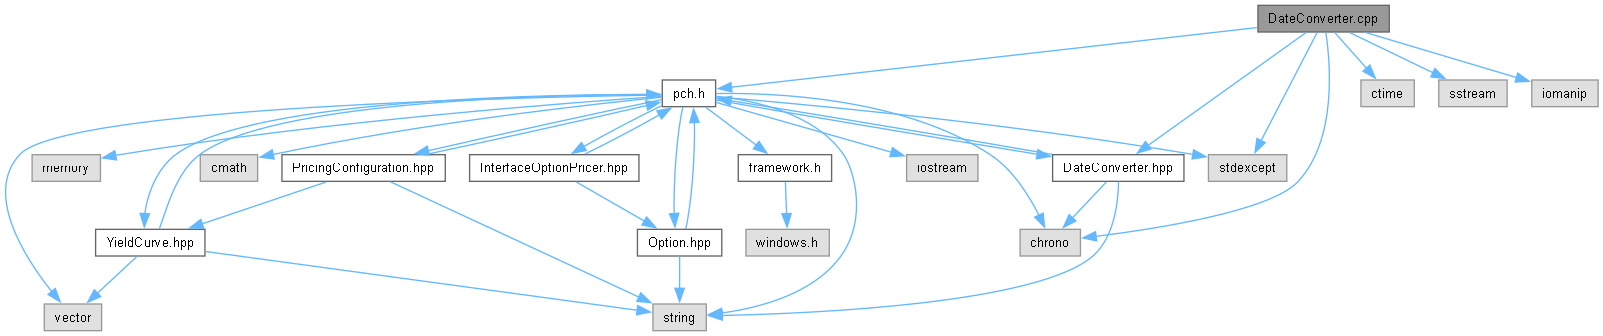 DateConverter.cpp
pch.h
ctime
sstream
iomanip
memory
cmath
PricingConfiguration.hpp
InterfaceOptionPricer.hpp
framework.h
iostream
DateConverter.hpp
stdexcept
YieldCurve.hpp
Option.hpp
windows.h
chrono
vector
string